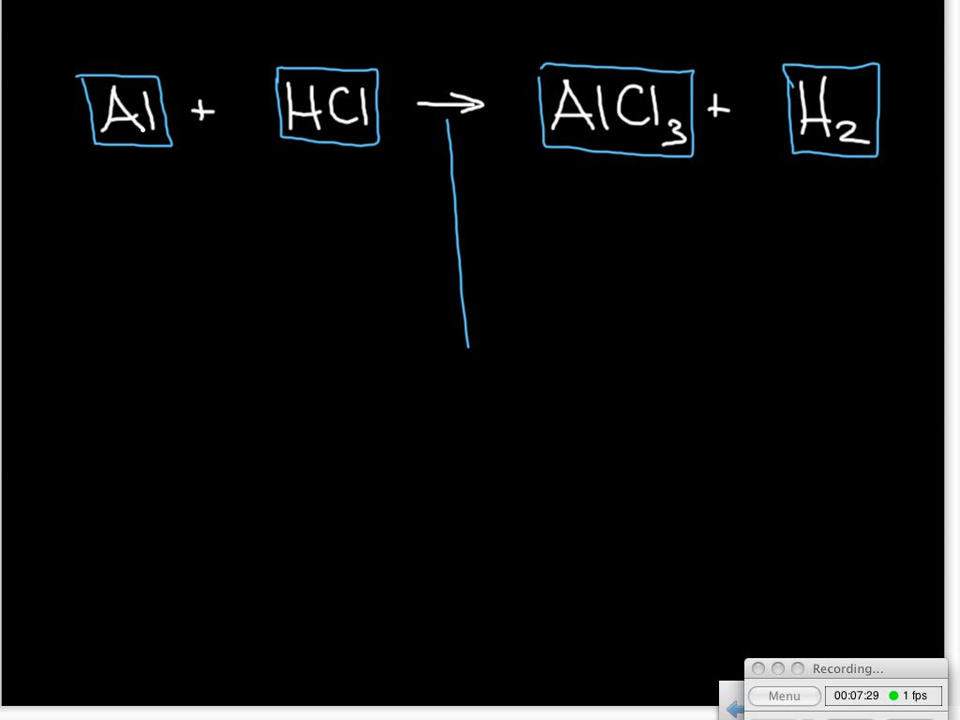 Al + HCl → AlCl₃ + H₂
Recording...
Menu
00:07:29
1 fps